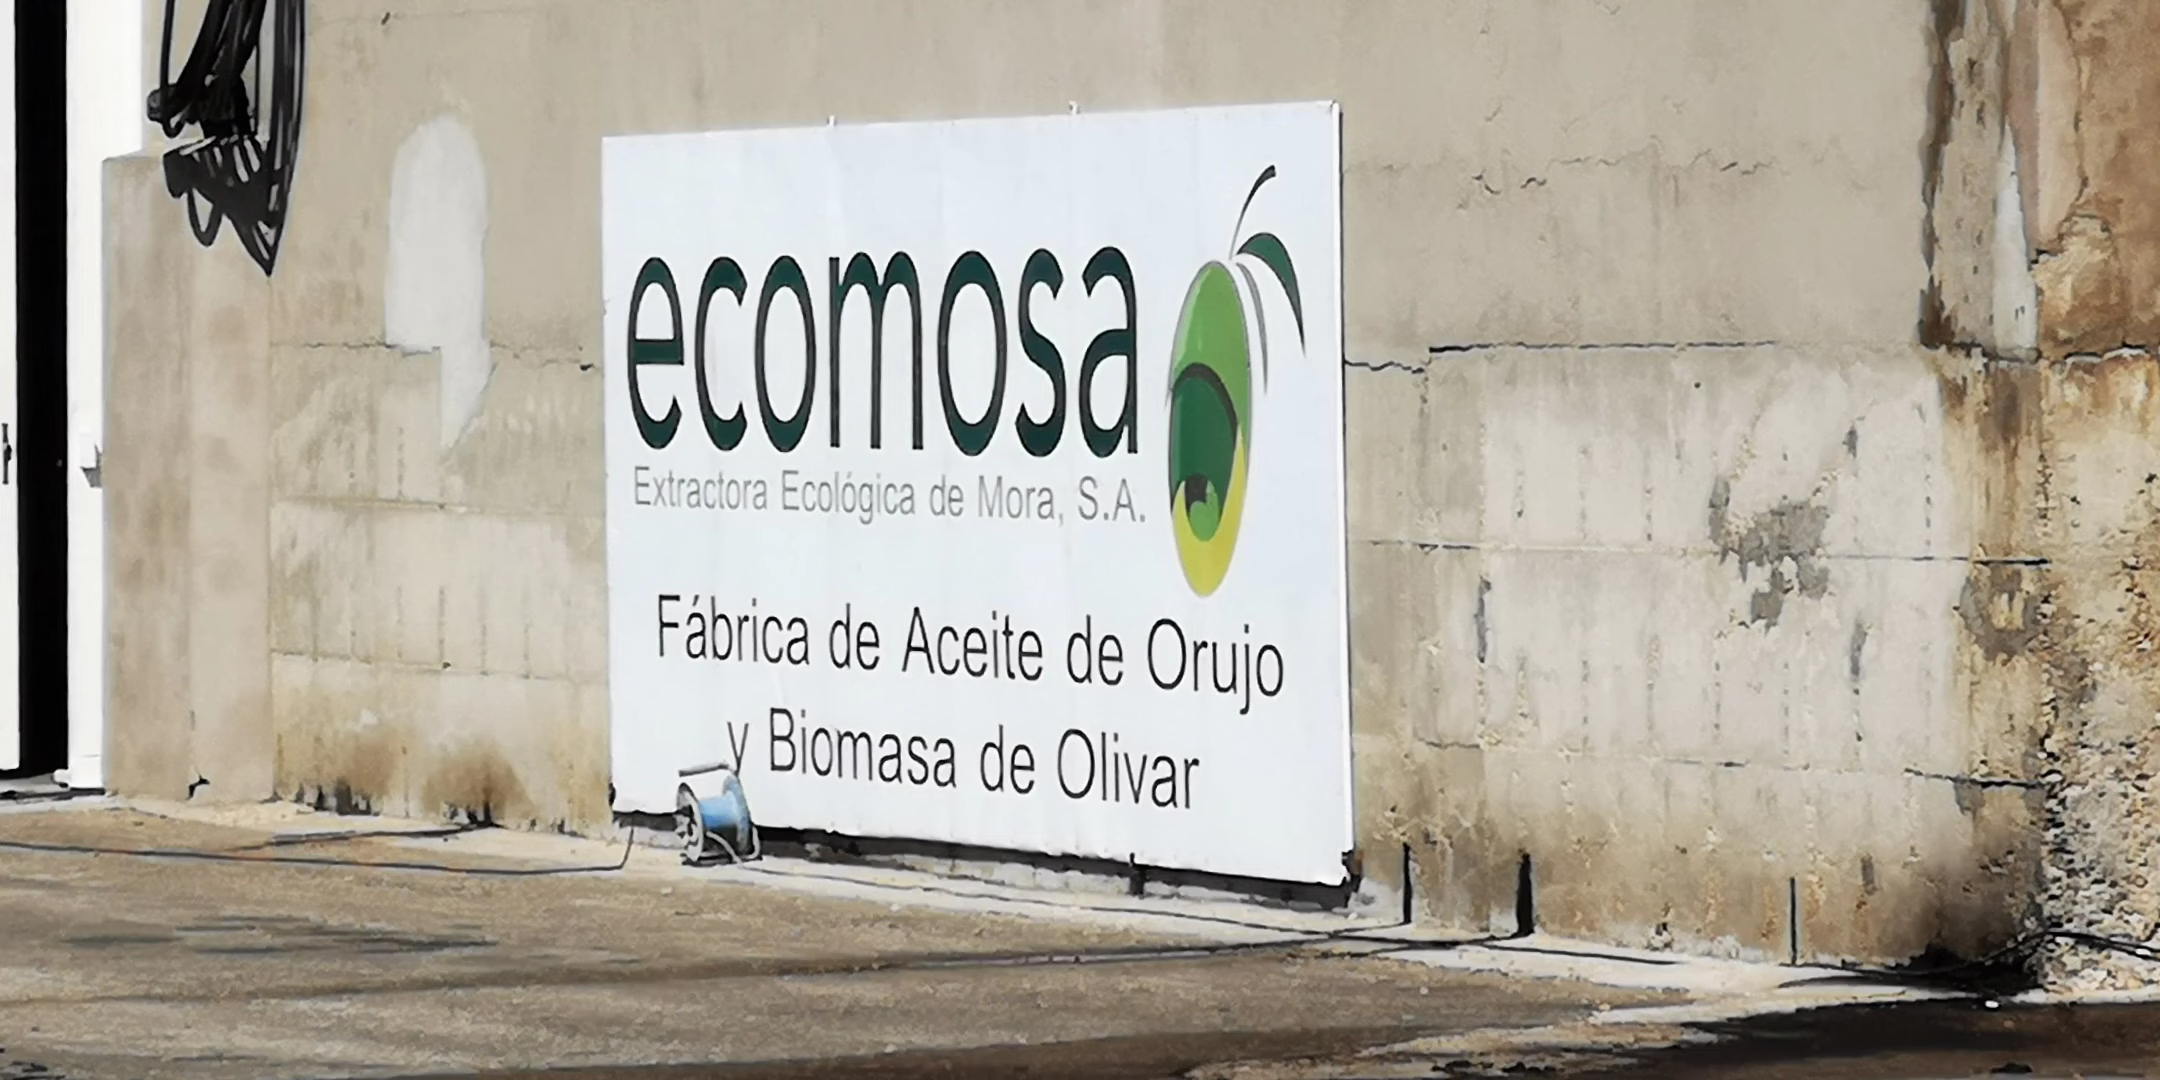 ecomosa
Extractora Ecológica de Mora, S.A.
Fábrica de Aceite de Orujo
y Biomasa de Olivar